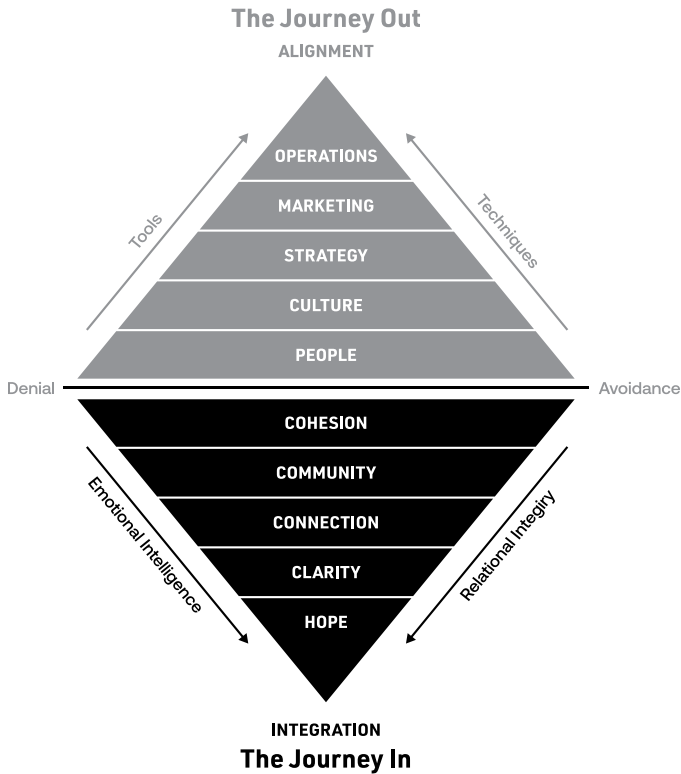 The Journey Out
ALIGNMENT
OPERATIONS
MARKETING
Tools
Techniques
STRATEGY
CULTURE
PEOPLE
Denial
Avoidance
COHESION
COMMUNITY
Emotional Intelligence
Relational Integiry
CONNECTION
CLARITY
HOPE
INTEGRATION
The Journey In